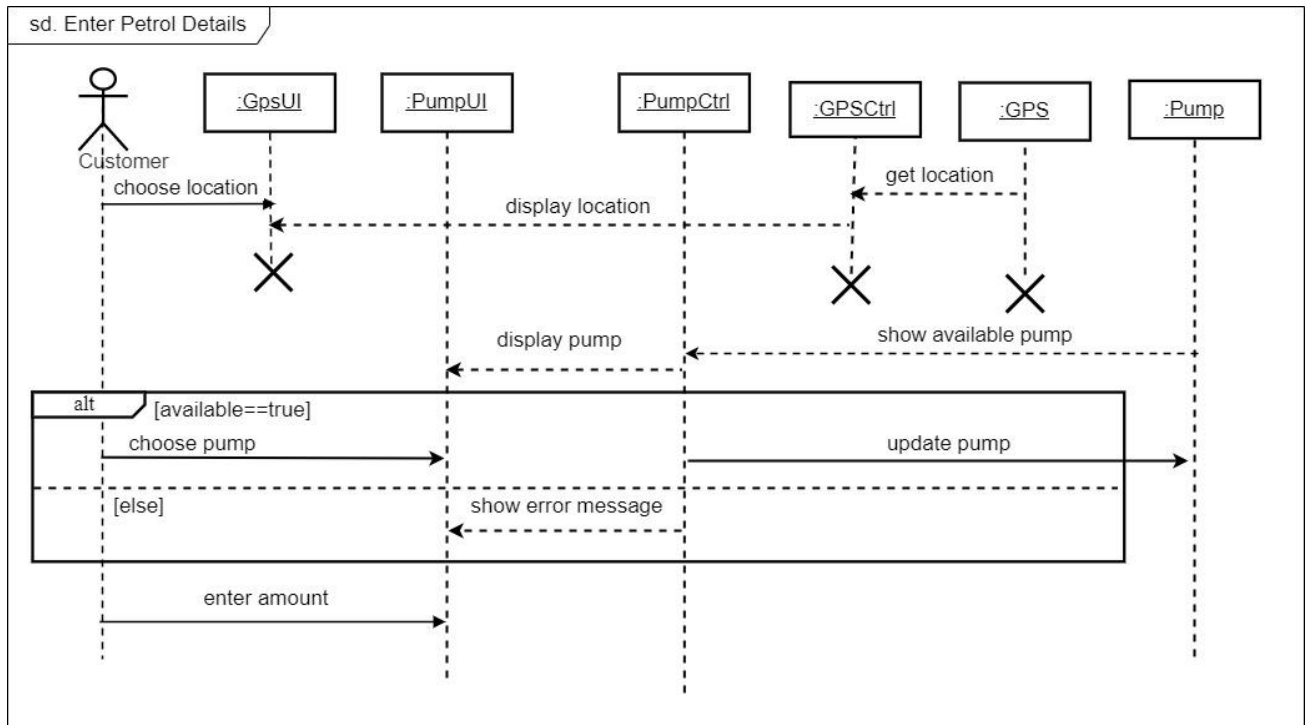 sd. Enter Petrol Details
:GpsUI
:PumpUI
:PumpCtrl
:GPSCtrl
:GPS
:Pump
Customer
choose location
get location
display location
show available pump
display pump
alt
[available==true]
choose pump
update pump
[else]
show error message
enter amount